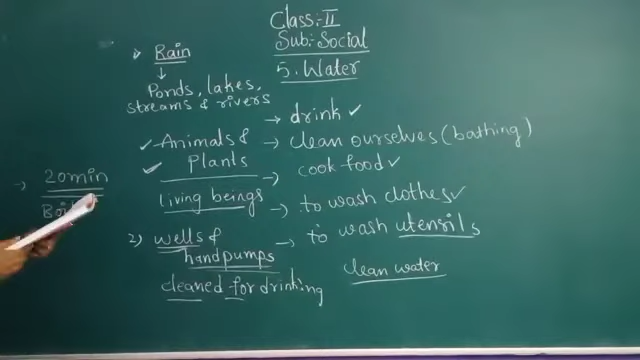 Class:- II
Sub:- Social
5. Water
Rain
↓
Ponds, lakes,
streams & rivers
✓ Animals &
✓ Plants
living beings
2) wells &
handpumps
cleaned for drinking
→ drink ✓
→ clean ourselves (bathing)
→ cook food ✓
→ to wash clothes ✓
→ to wash utensils
clean water
→ 20min